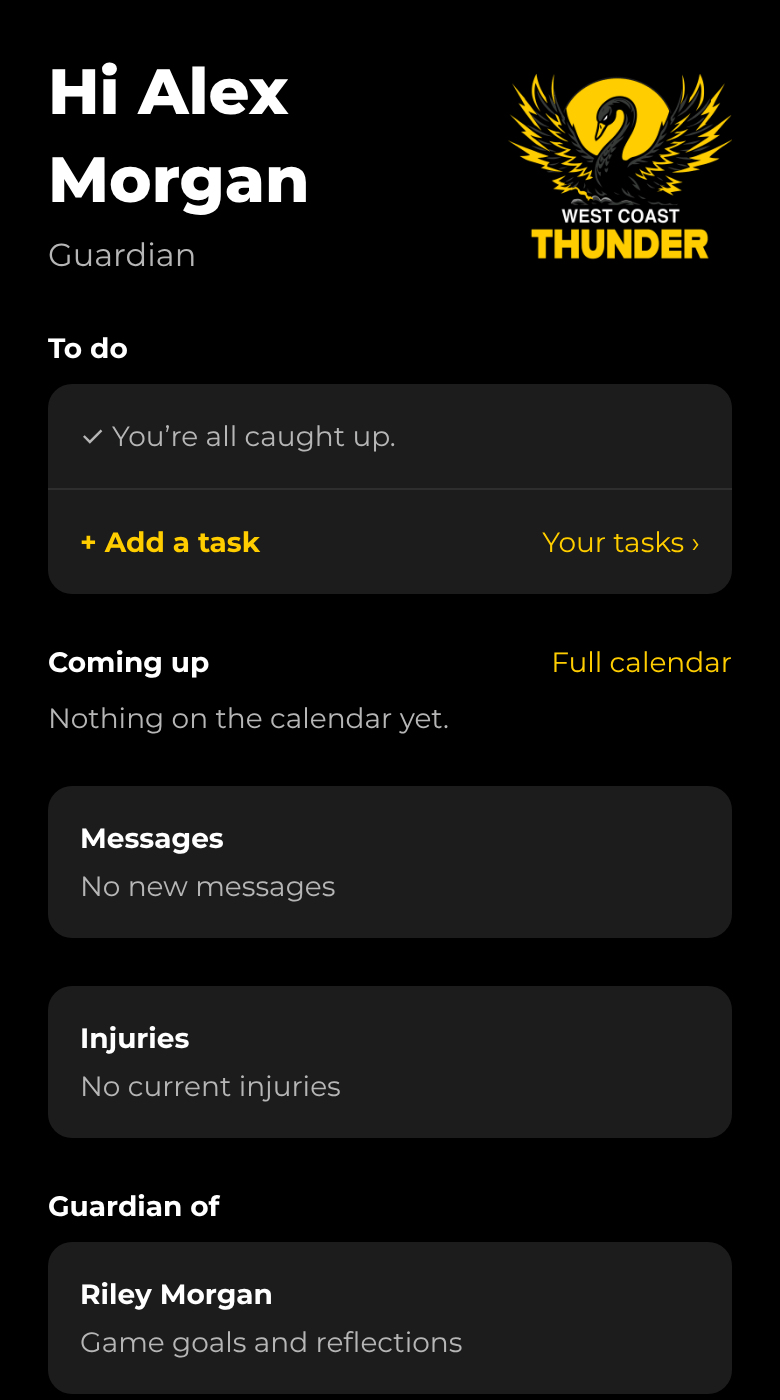 Hi Alex
Morgan
Guardian
WEST COAST
THUNDER
To do
✓ You’re all caught up.
+ Add a task
Your tasks ›
Coming up
Full calendar
Nothing on the calendar yet.
Messages
No new messages
Injuries
No current injuries
Guardian of
Riley Morgan
Game goals and reflections